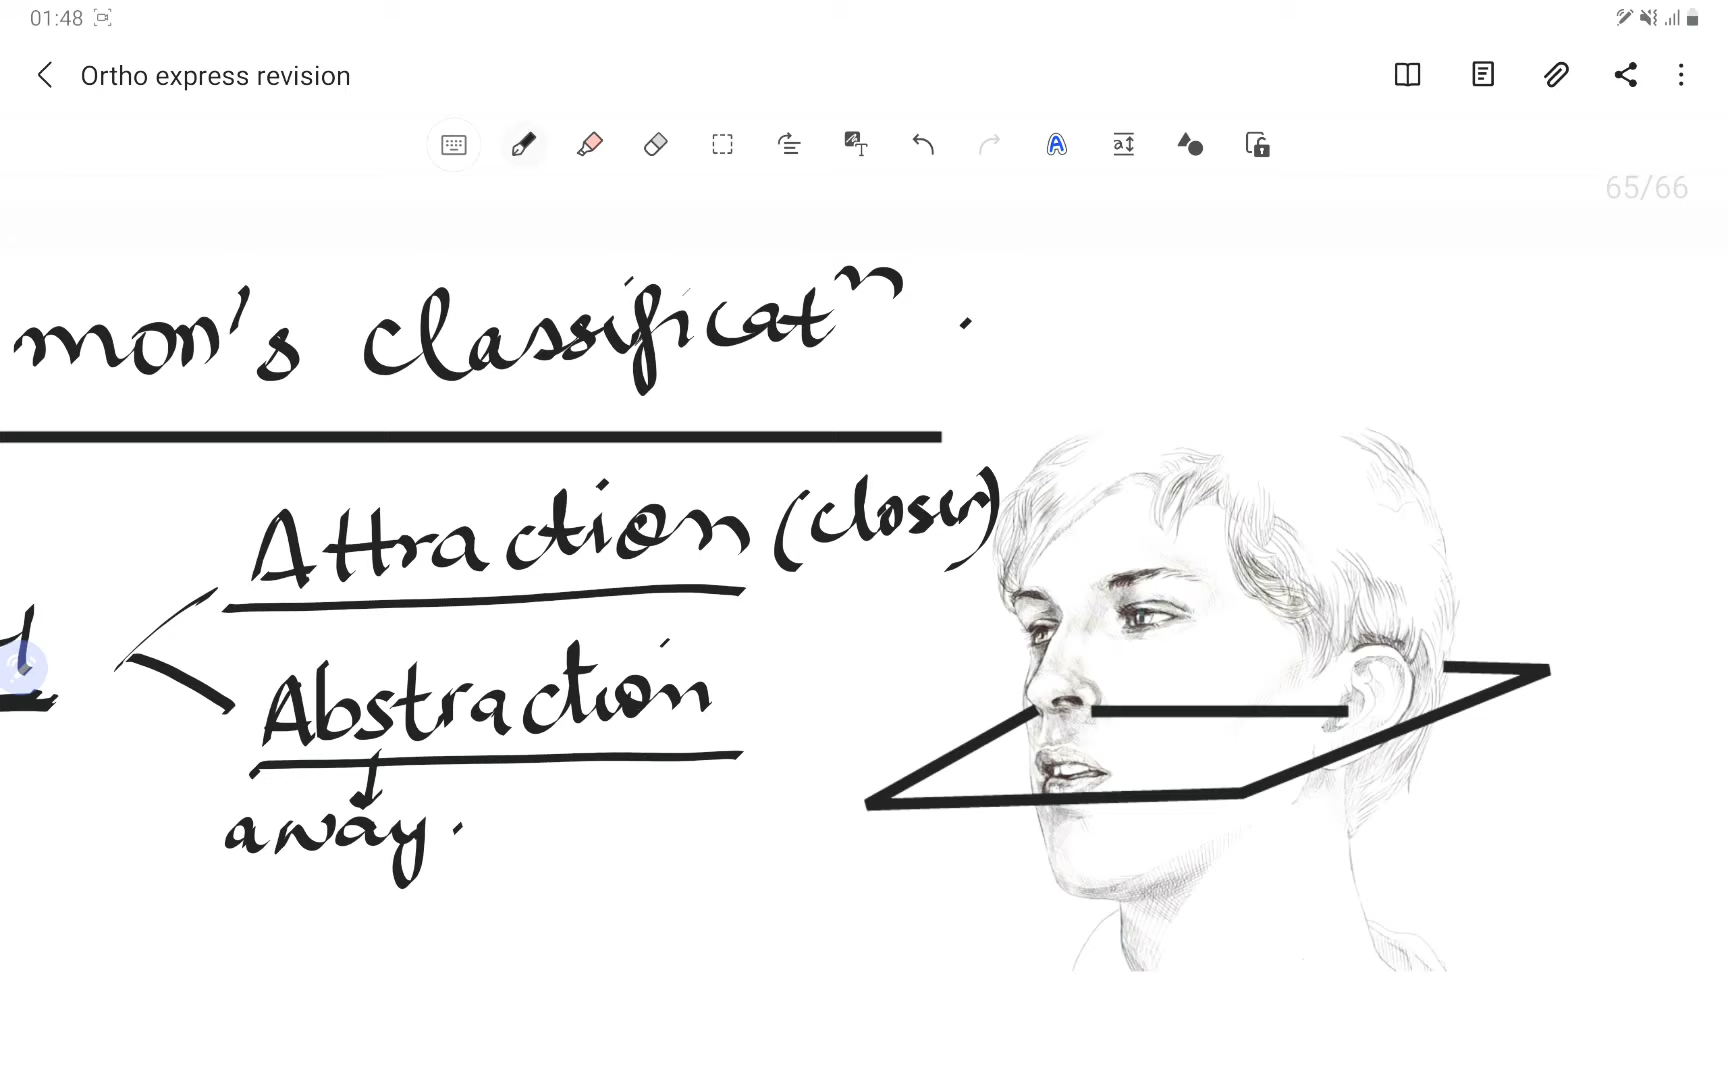 01:48
Ortho express revision
65/66
mon's classificatⁿ.
Attraction (closer)
Abstraction
away.